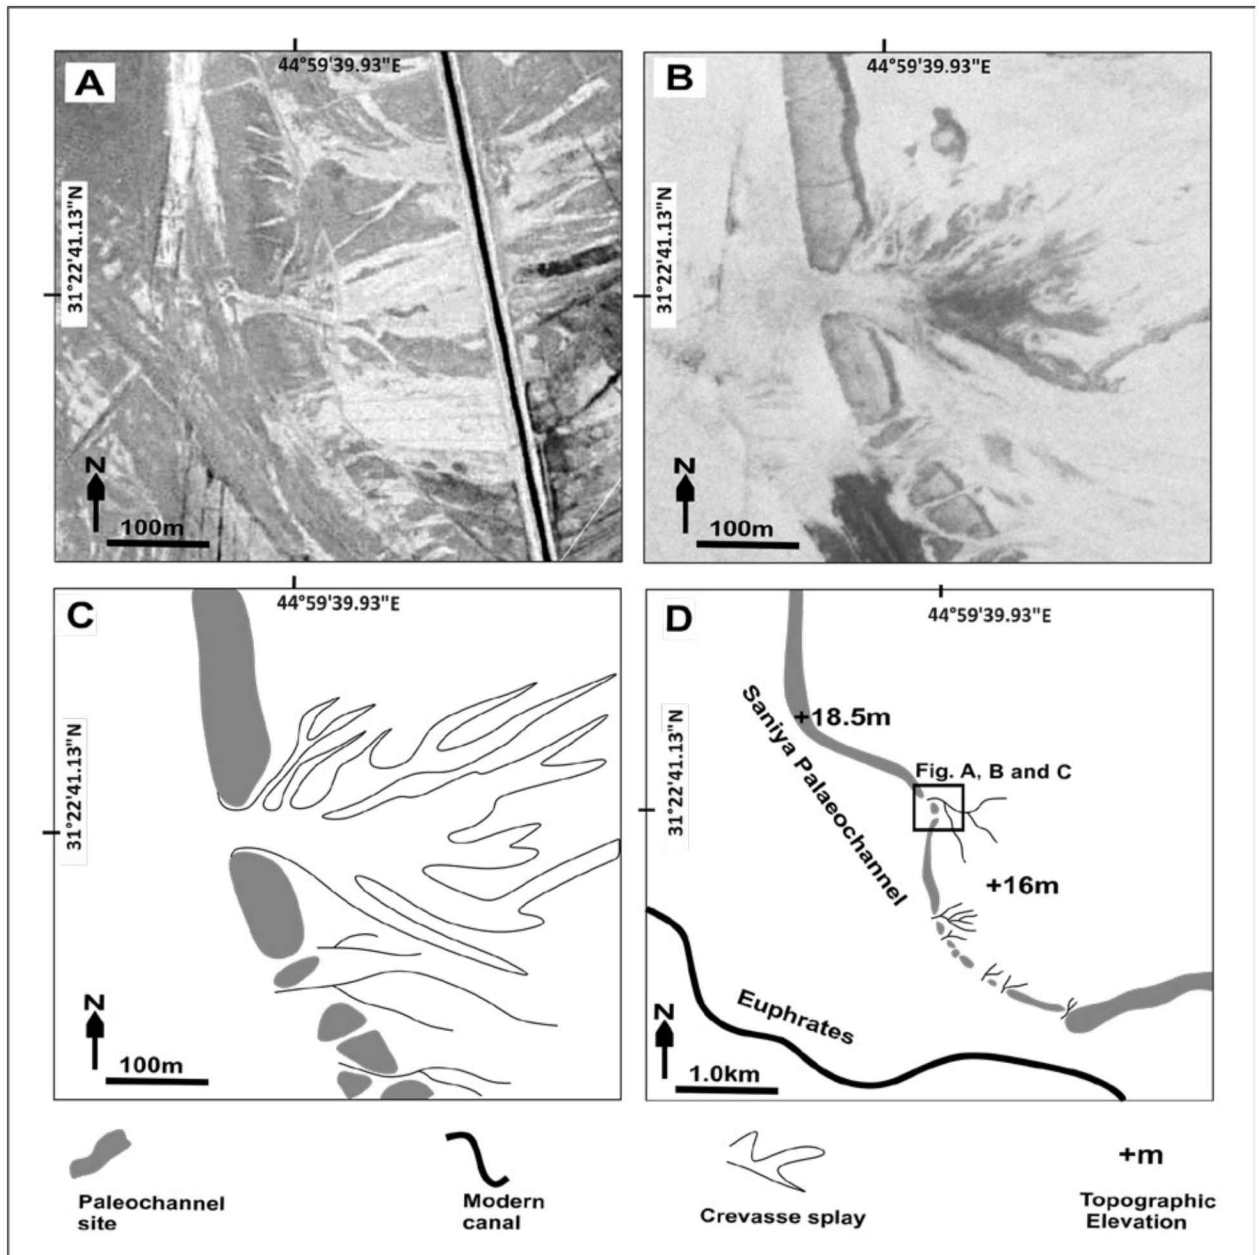 A
44°59'39.93"E
31°22'41.13"N
N
100m
B
44°59'39.93"E
31°22'41.13"N
N
100m
C
44°59'39.93"E
31°22'41.13"N
N
100m
D
44°59'39.93"E
31°22'41.13"N
+18.5m
Saniya Palaeochannel
Fig. A, B and C
+16m
Euphrates
N
1.0km
Paleochannel
site
Modern
canal
Crevasse splay
+m
Topographic
Elevation